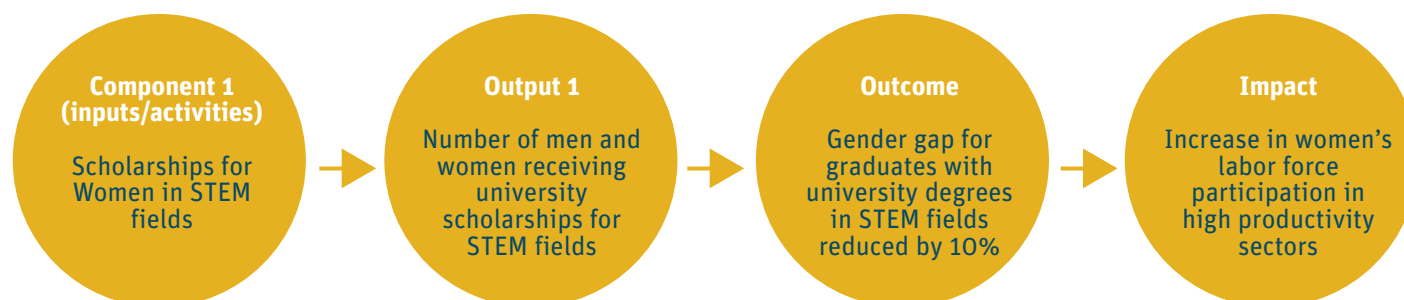 Component 1
(inputs/activities)
Scholarships for
Women in STEM
fields
Output 1
Number of men and
women receiving
university
scholarships for
STEM fields
Outcome
Gender gap for
graduates with
university degrees
in STEM fields
reduced by 10%
Impact
Increase in women’s
labor force
participation in
high productivity
sectors